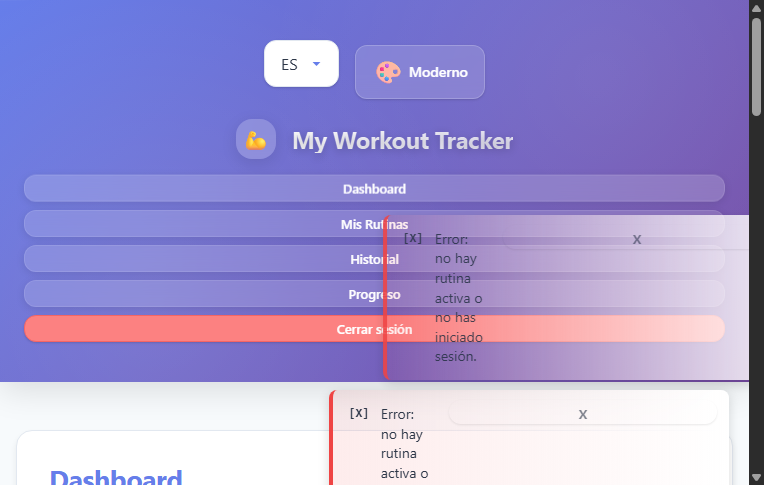 ES
Moderno
My Workout Tracker
Dashboard
Mis Rutinas
Historial
Progreso
Cerrar sesión
[X] Error: X
no hay
rutina
activa o
no has
iniciado
sesión.
[X] Error: X
no hay
rutina
activa o
Dashboard